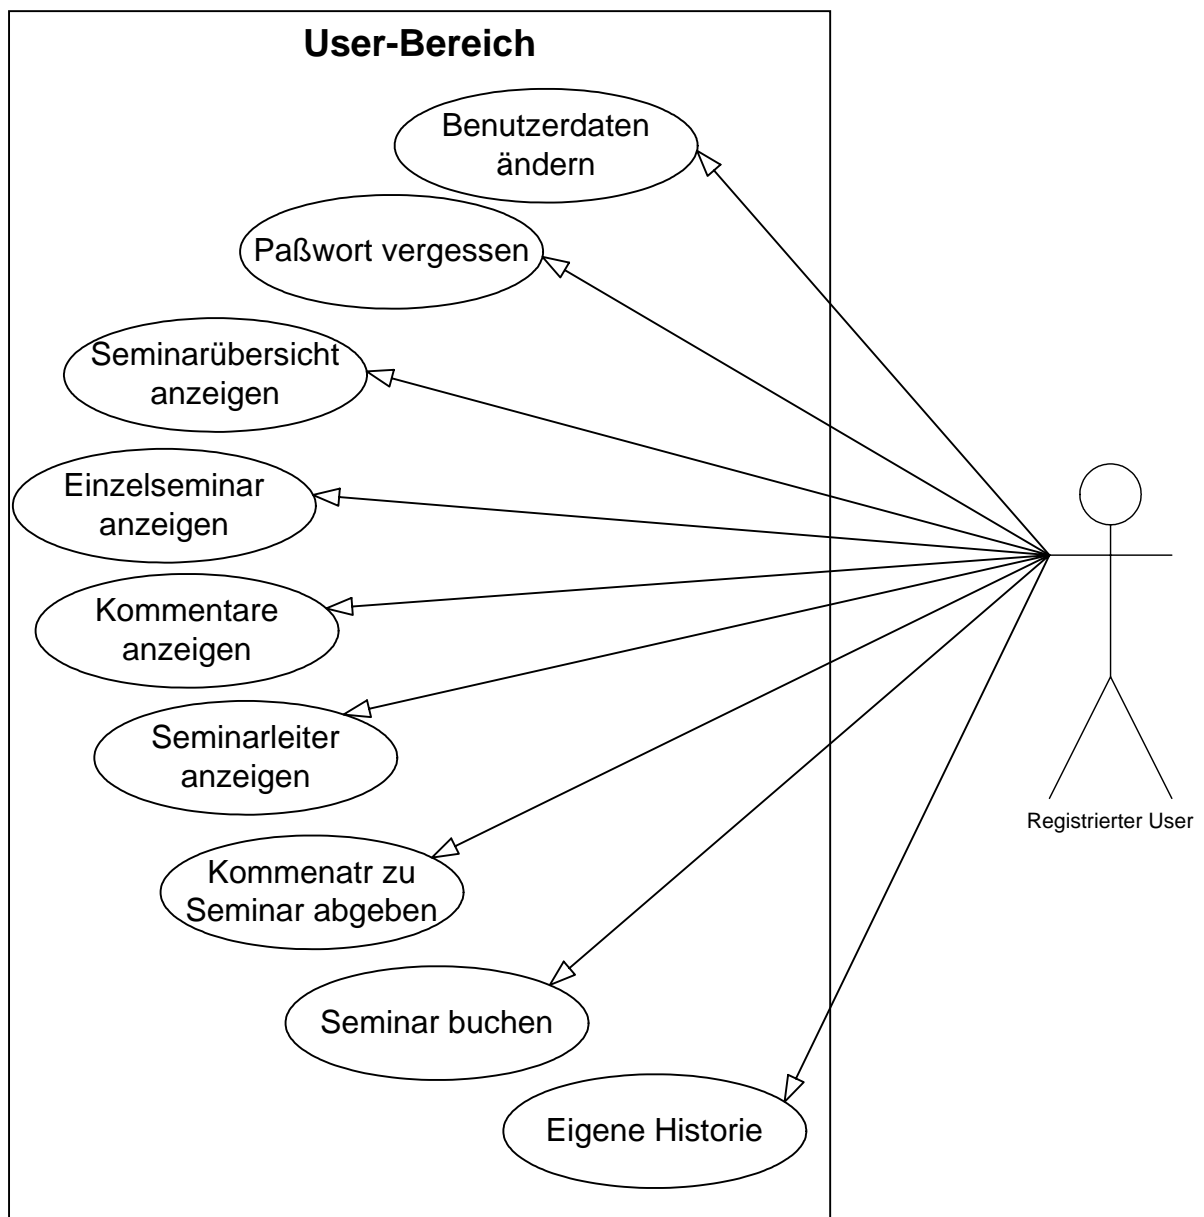 User-Bereich
Benutzerdaten
ändern
Paßwort vergessen
Seminarübersicht
anzeigen
Einzelseminar
anzeigen
Kommentare
anzeigen
Seminarleiter
anzeigen
Kommenatr zu
Seminar abgeben
Seminar buchen
Eigene Historie
Registrierter User